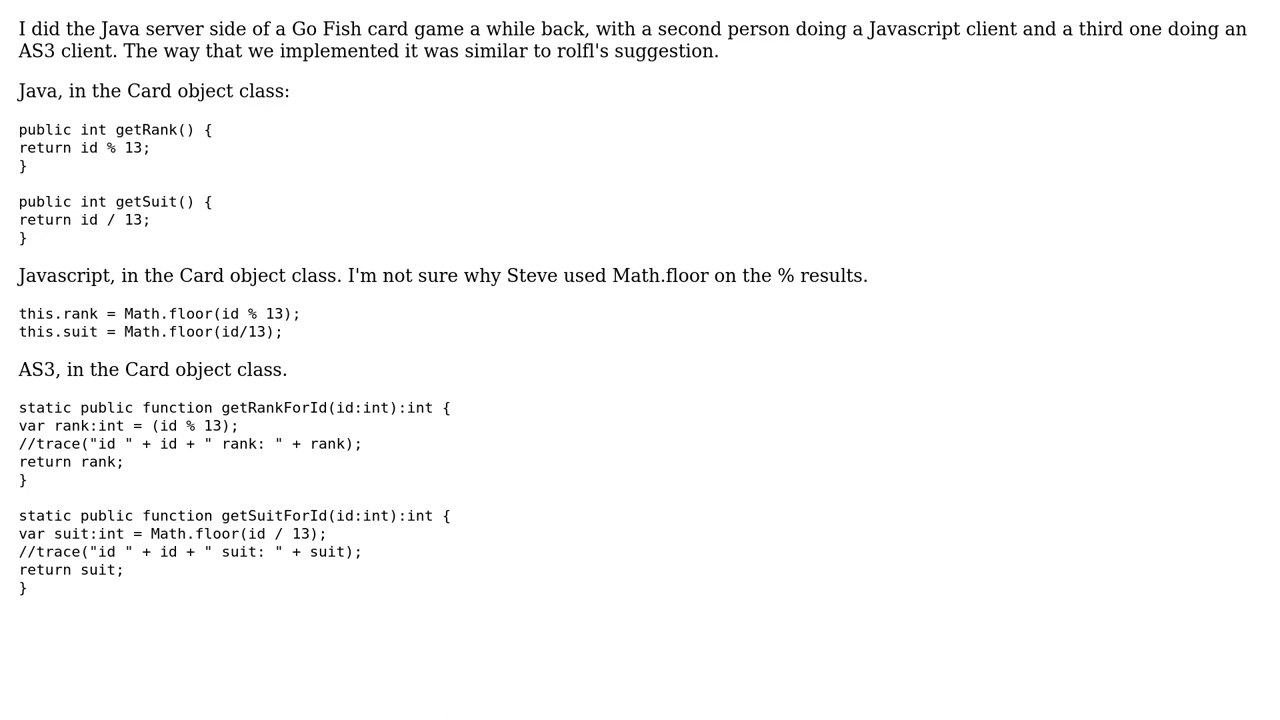 I did the Java server side of a Go Fish card game a while back, with a second person doing a Javascript client and a third one doing an
AS3 client. The way that we implemented it was similar to rolfl's suggestion.
Java, in the Card object class:
public int getRank() {
return id % 13;
}
public int getSuit() {
return id / 13;
}
Javascript, in the Card object class. I'm not sure why Steve used Math.floor on the % results.
this.rank = Math.floor(id % 13);
this.suit = Math.floor(id/13);
AS3, in the Card object class.
static public function getRankForId(id:int):int {
var rank:int = (id % 13);
//trace("id " + id + " rank: " + rank);
return rank;
}
static public function getSuitForId(id:int):int {
var suit:int = Math.floor(id / 13);
//trace("id " + id + " suit: " + suit);
return suit;
}